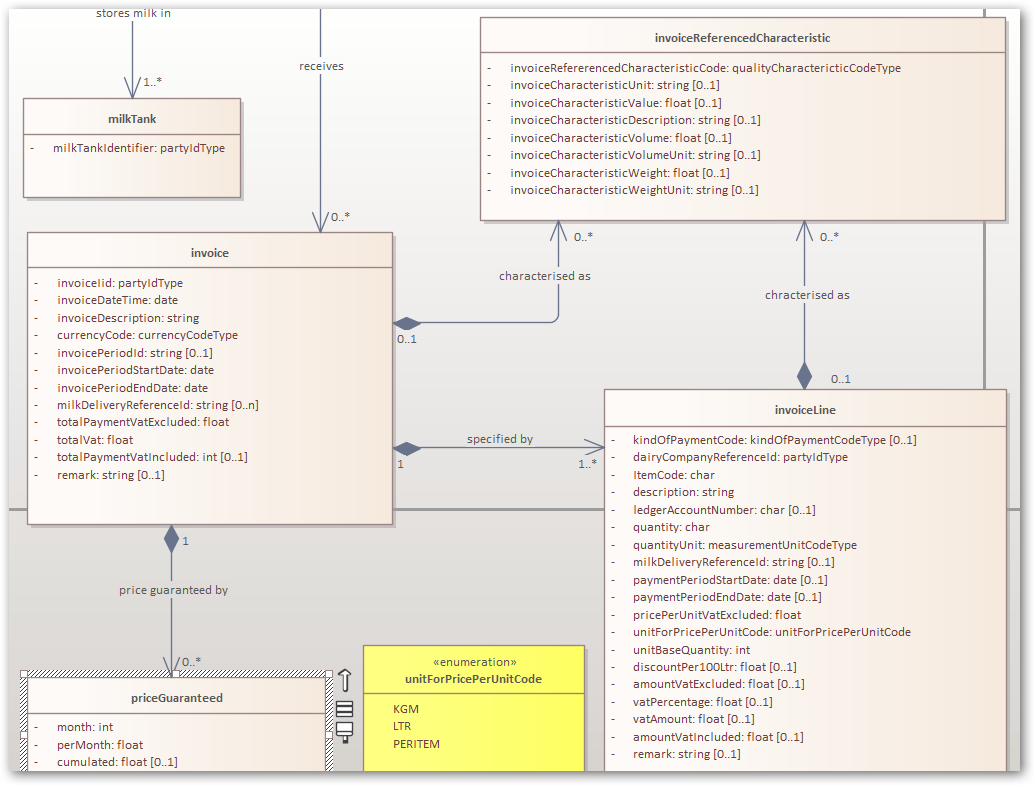 stores milk in
1..*
milkTank
- milkTankIdentifier: partyIdType
receives
0..*
invoiceReferencedCharacteristic
- invoiceRefererencedCharacteristicCode: qualityCharactericticCodeType
- invoiceCharacteristicUnit: string [0..1]
- invoiceCharacteristicValue: float [0..1]
- invoiceCharacteristicDescription: string [0..1]
- invoiceCharacteristicVolume: float [0..1]
- invoiceCharacteristicVolumeUnit: string [0..1]
- invoiceCharacteristicWeight: float [0..1]
- invoiceCharacteristicWeightUnit: string [0..1]
invoice
- invoiceIid: partyIdType
- invoiceDateTime: date
- invoiceDescription: string
- currencyCode: currencyCodeType
- invoicePeriodId: string [0..1]
- invoicePeriodStartDate: date
- invoicePeriodEndDate: date
- milkDeliveryReferenceId: string [0..n]
- totalPaymentVatExcluded: float
- totalVat: float
- totalPaymentVatIncluded: int [0..1]
- remark: string [0..1]
0..*
characterised as
0..1
0..*
chracterised as
0..1
specified by
1
1..*
invoiceLine
- kindOfPaymentCode: kindOfPaymentCodeType [0..1]
- dairyCompanyReferenceId: partyIdType
- ItemCode: char
- description: string
- ledgerAccountNumber: char [0..1]
- quantity: char
- quantityUnit: measurementUnitCodeType
- milkDeliveryReferenceId: string [0..1]
- paymentPeriodStartDate: date [0..1]
- paymentPeriodEndDate: date [0..1]
- pricePerUnitVatExcluded: float
- unitForPricePerUnitCode: unitForPricePerUnitCode
- unitBaseQuantity: int
- discountPer100Ltr: float [0..1]
- amountVatExcluded: float [0..1]
- vatPercentage: float [0..1]
- vatAmount: float [0..1]
- amountVatIncluded: float [0..1]
- remark: string [0..1]
1
price guaranteed by
0..*
priceGuaranteed
- month: int
- perMonth: float
- cumulated: float [0..1]
«enumeration»
unitForPricePerUnitCode
KGM
LTR
PERITEM